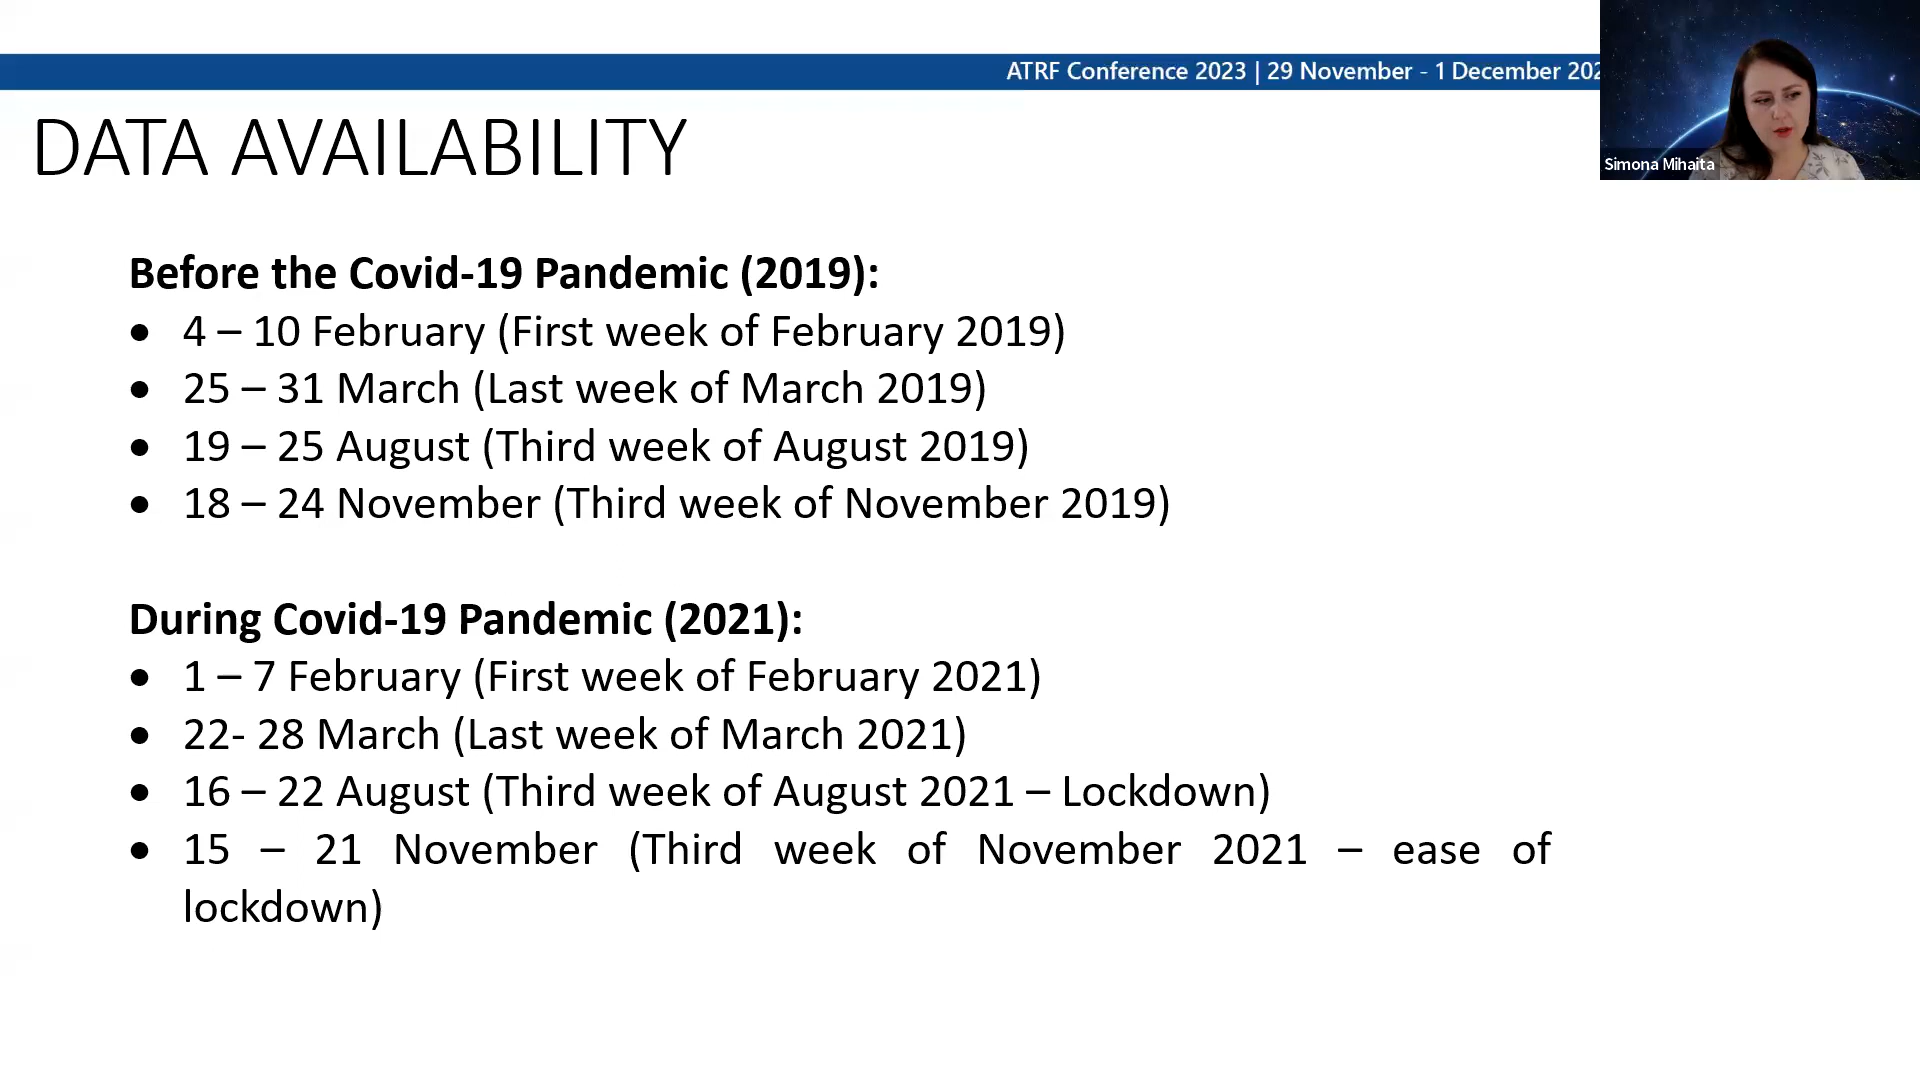 ATRF Conference 2023 | 29 November - 1 December 202
Simona Mihaita
DATA AVAILABILITY
Before the Covid-19 Pandemic (2019):
• 4 – 10 February (First week of February 2019)
• 25 – 31 March (Last week of March 2019)
• 19 – 25 August (Third week of August 2019)
• 18 – 24 November (Third week of November 2019)
During Covid-19 Pandemic (2021):
• 1 – 7 February (First week of February 2021)
• 22- 28 March (Last week of March 2021)
• 16 – 22 August (Third week of August 2021 – Lockdown)
• 15 – 21 November (Third week of November 2021 – ease of
lockdown)